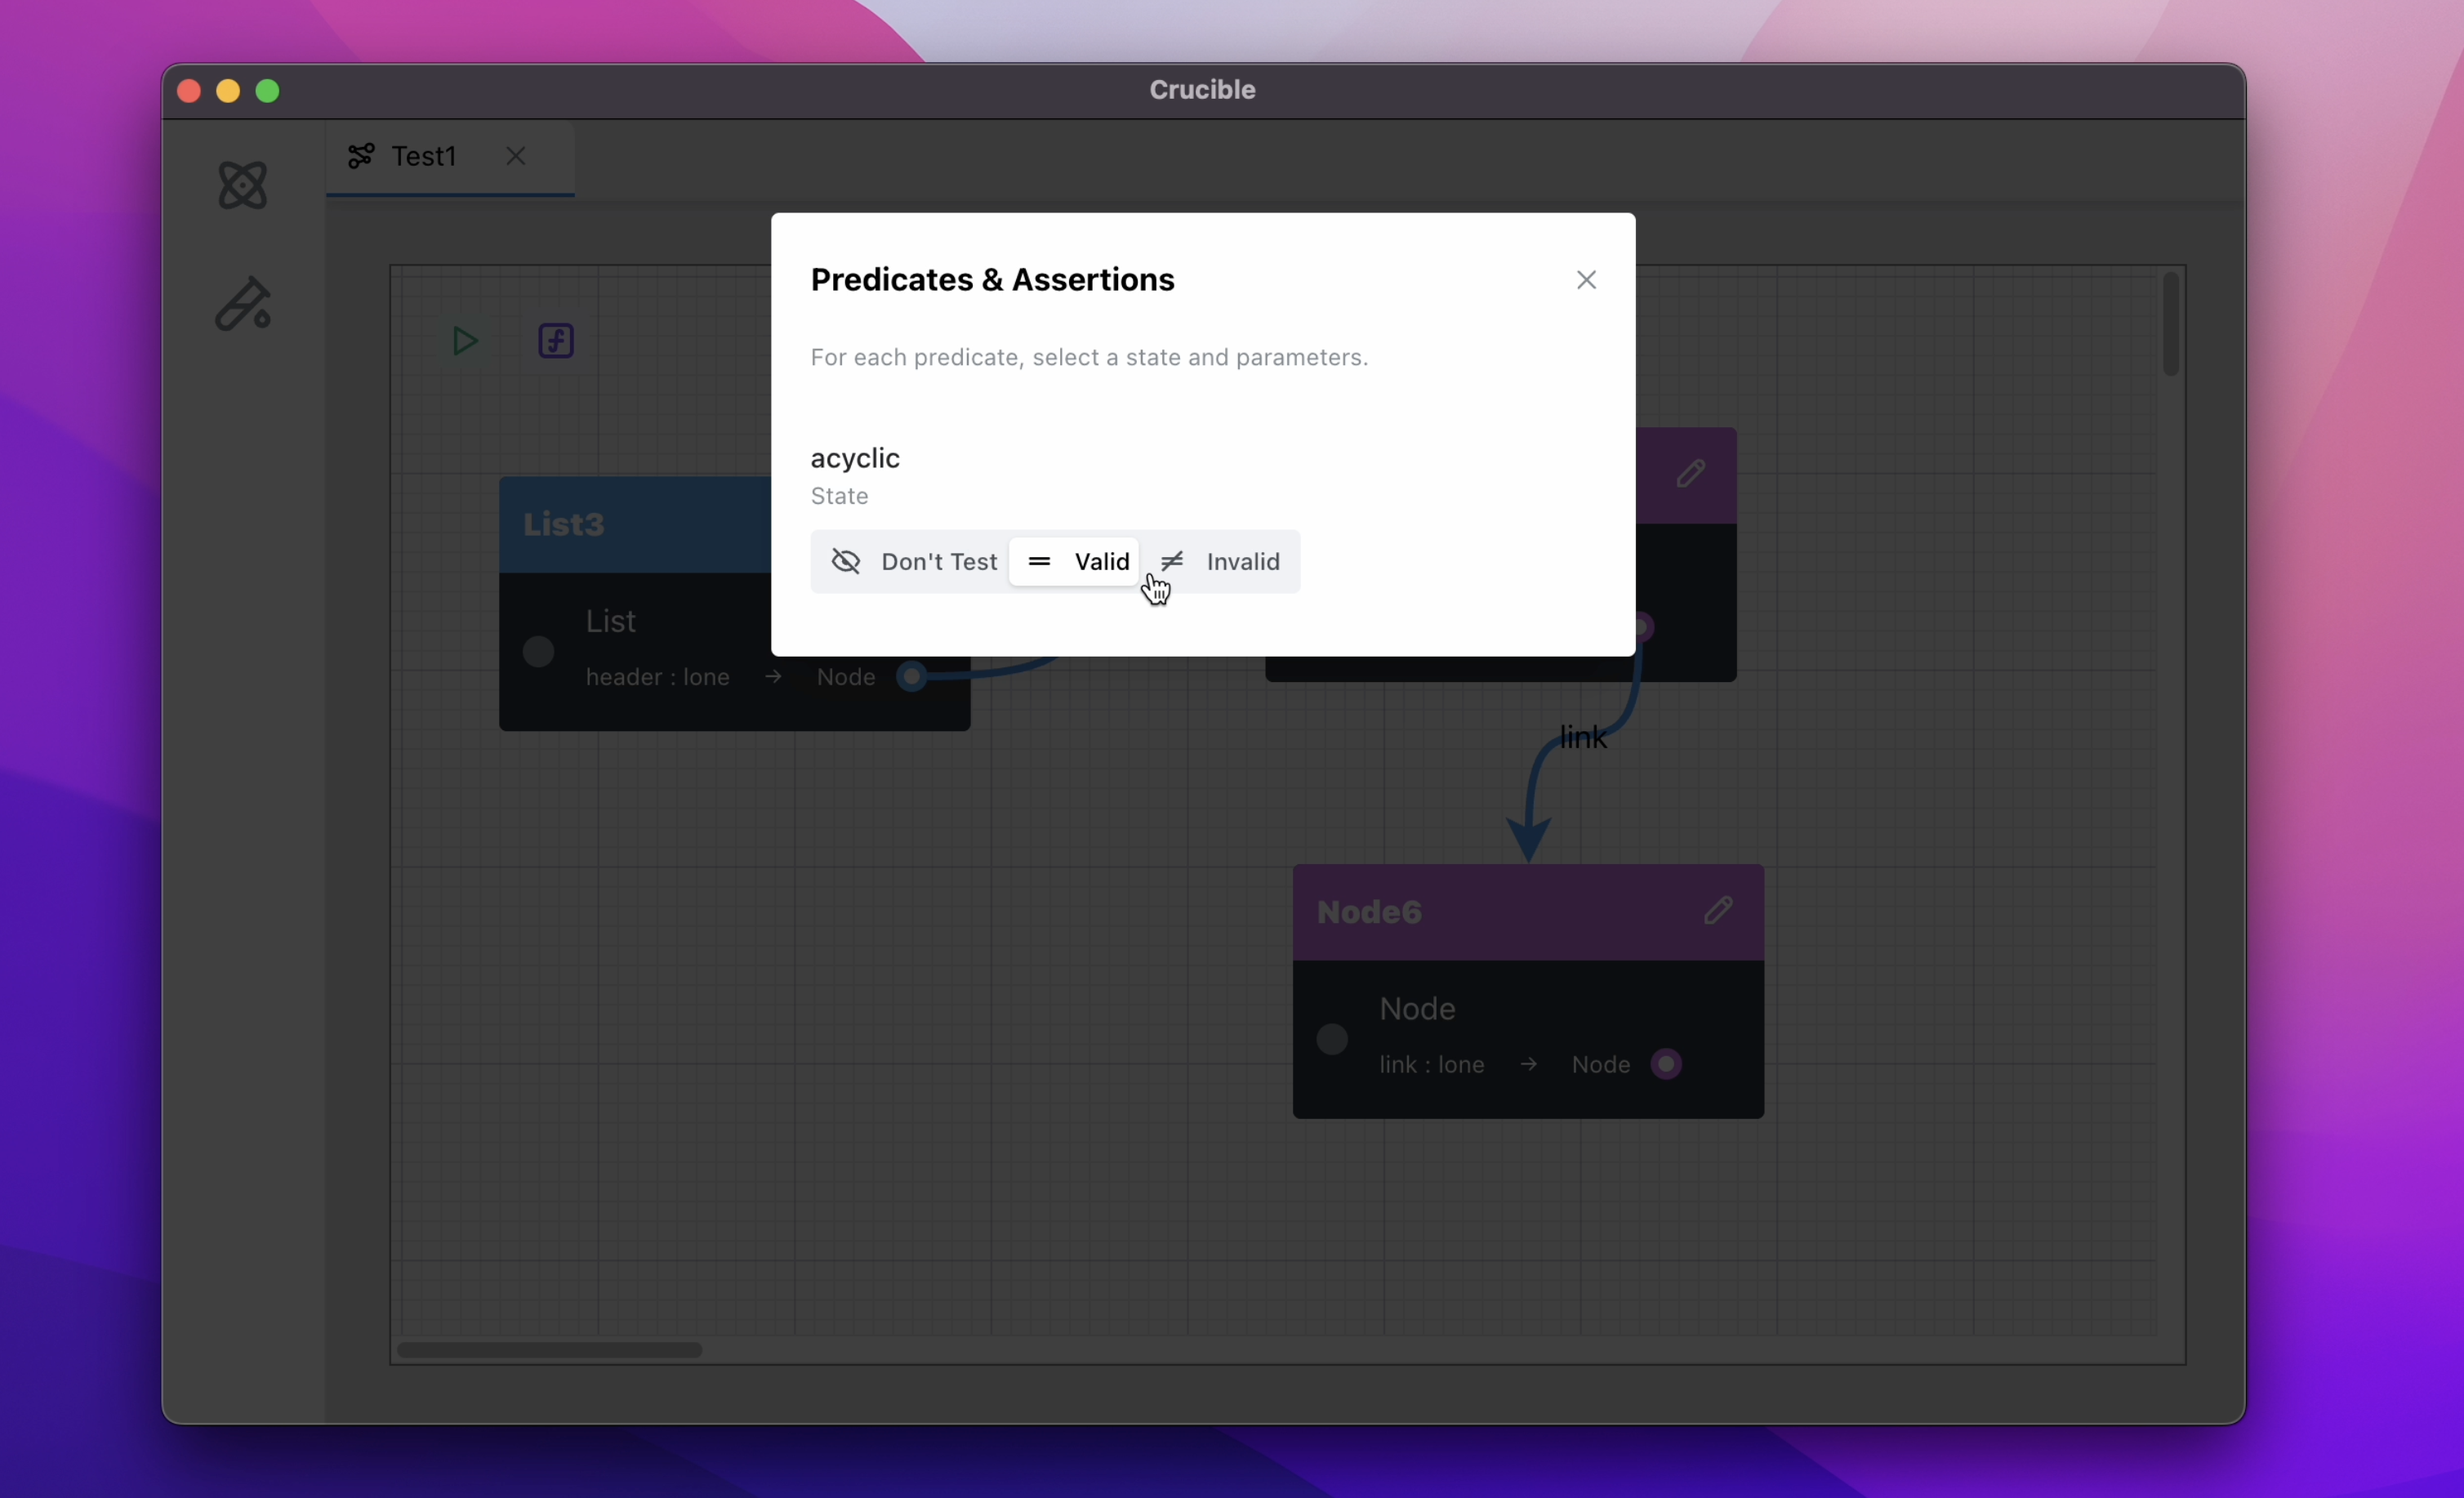 Crucible
Test1
Predicates & Assertions
For each predicate, select a state and parameters.
acyclic
State
Don't Test
Valid
Invalid
List3
List
header : lone → Node
link
Node6
Node
link : lone → Node